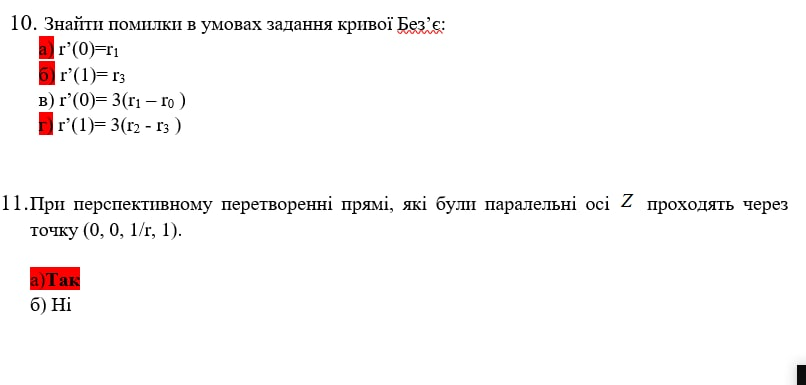 10. Знайти помилки в умовах задання кривої Без’є:
а) r’(0)=r₁
б) r’(1)= r₃
в) r’(0)= 3(r₁ – r₀ )
г) r’(1)= 3(r₂ - r₃ )
11.При перспективному перетворенні прямі, які були паралельні осі Z проходять через
точку (0, 0, 1/r, 1).
а)Так
б) Ні